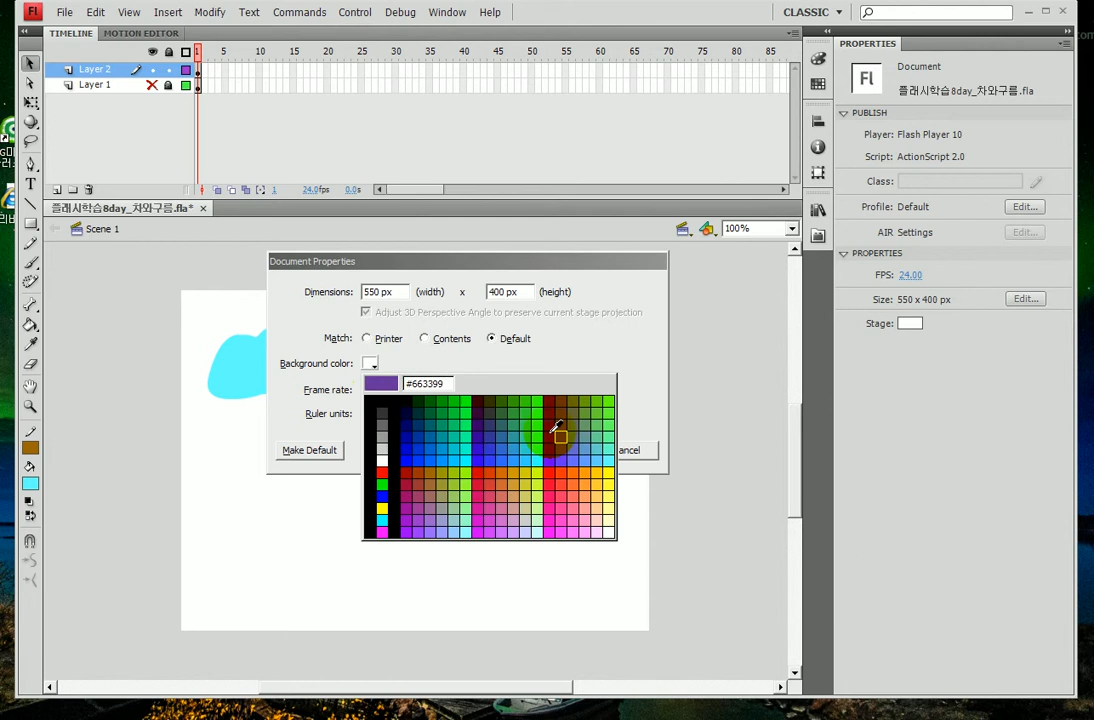 Fl File Edit View Insert Modify Text Commands Control Debug Window Help CLASSIC
TIMELINE MOTION EDITOR
1 5 10 15 20 25 30 35 40 45 50 55 60 65 70 75 80 85
Layer 2
Layer 1
1 24.0fps 0.0s
플래시학습8day_차와구름.fla*
Scene 1
100%
Document Properties
Dimensions: 550 px (width) x 400 px (height)
Adjust 3D Perspective Angle to preserve current stage projection
Match: Printer Contents Default
Background color:
#663399
Frame rate:
Ruler units:
Make Default
ancel
PROPERTIES
Document
Fl
플래시학습8day_차와구름.fla
PUBLISH
Player: Flash Player 10
Script: ActionScript 2.0
Class:
Profile: Default Edit...
AIR Settings Edit...
PROPERTIES
FPS: 24.00
Size: 550 x 400 px Edit...
Stage:
T